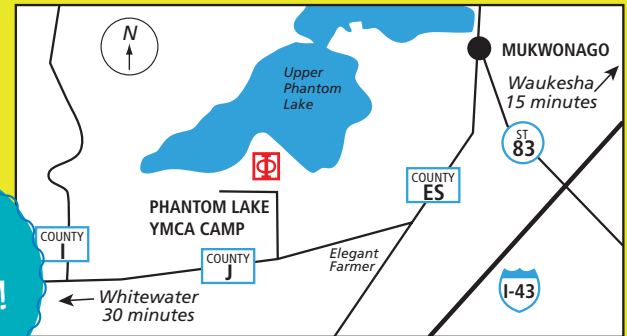 N
Upper
Phantom
Lake
MUKWONAGO
Waukesha
15 minutes
ST
83
COUNTY
ES
PHANTOM LAKE
YMCA CAMP
COUNTY
I
COUNTY
J
Elegant
Farmer
I-43
Whitewater
30 minutes
!